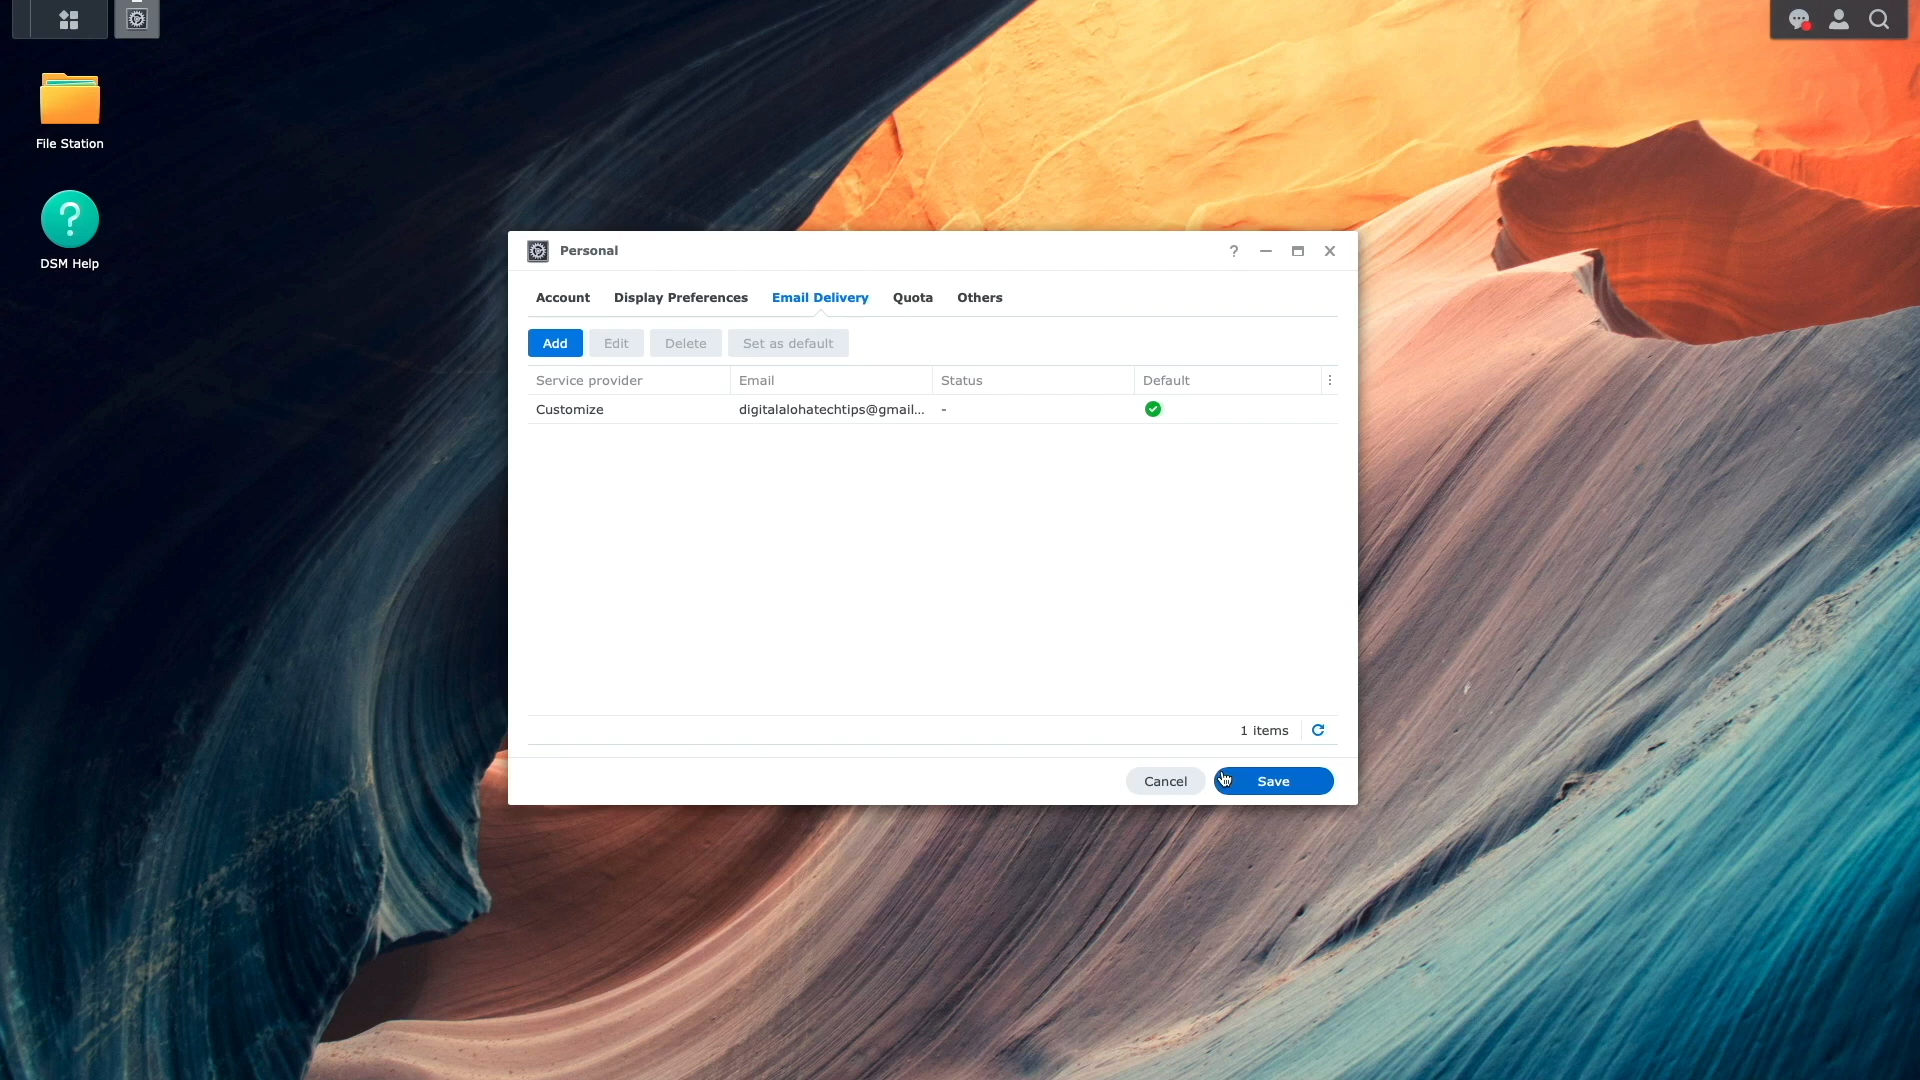 File Station
DSM Help
Personal
Account Display Preferences Email Delivery Quota Others
Add Edit Delete Set as default
Service provider Email Status Default
Customize digitalalohatechtips@gmail... -
1 items
Cancel Save